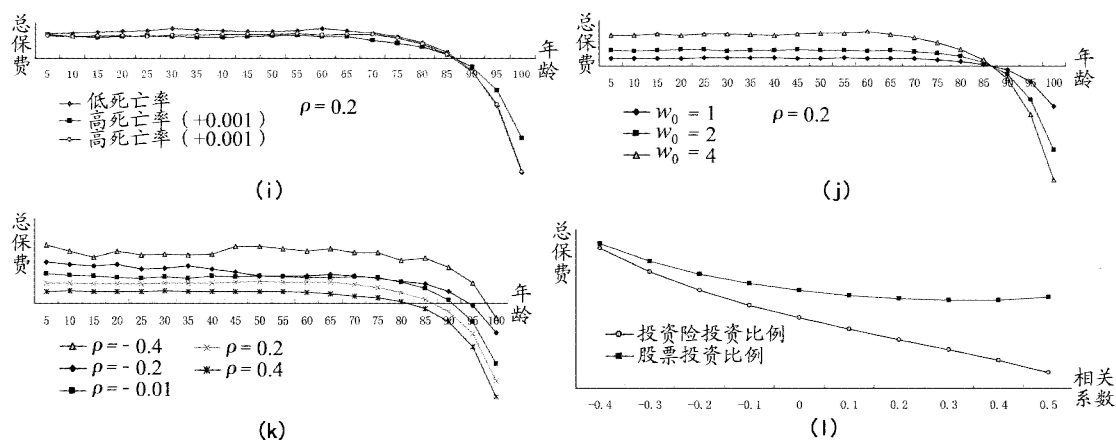 总保费
年龄
5 10 15 20 25 30 35 40 45 50 55 60 65 70 75 80 85 90 95 100
低死亡率
高死亡率(+0.001)
高死亡率(+0.001)
ρ=0.2
(i)
总保费
年龄
5 10 15 20 25 30 35 40 45 50 55 60 65 70 75 80 85 90 95 100
w₀ = 1
w₀ = 2
w₀ = 4
ρ=0.2
(j)
总保费
年龄
5 10 15 20 25 30 35 40 45 50 55 60 65 70 75 80 85 90 95 100
ρ=-0.4
ρ=-0.2
ρ=-0.01
ρ=0.2
ρ=0.4
(k)
总保费
投资险投资比例
股票投资比例
相关系数
-0.4 -0.3 -0.2 -0.1 0 0.1 0.2 0.3 0.4 0.5
(l)